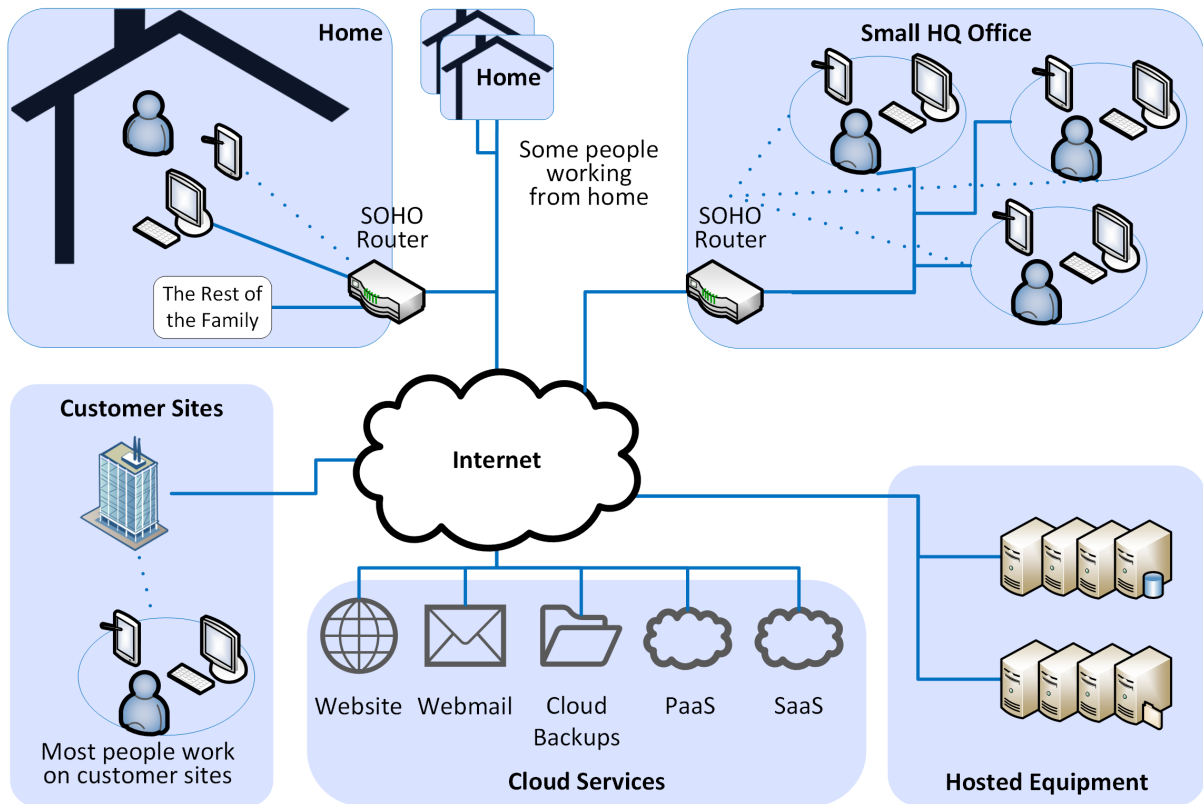 Home
Home
Small HQ Office
Some people
working
from home
SOHO
Router
SOHO
Router
The Rest of
the Family
Customer Sites
Internet
Most people work
on customer sites
Website
Webmail
Cloud
Backups
PaaS
SaaS
Cloud Services
Hosted Equipment